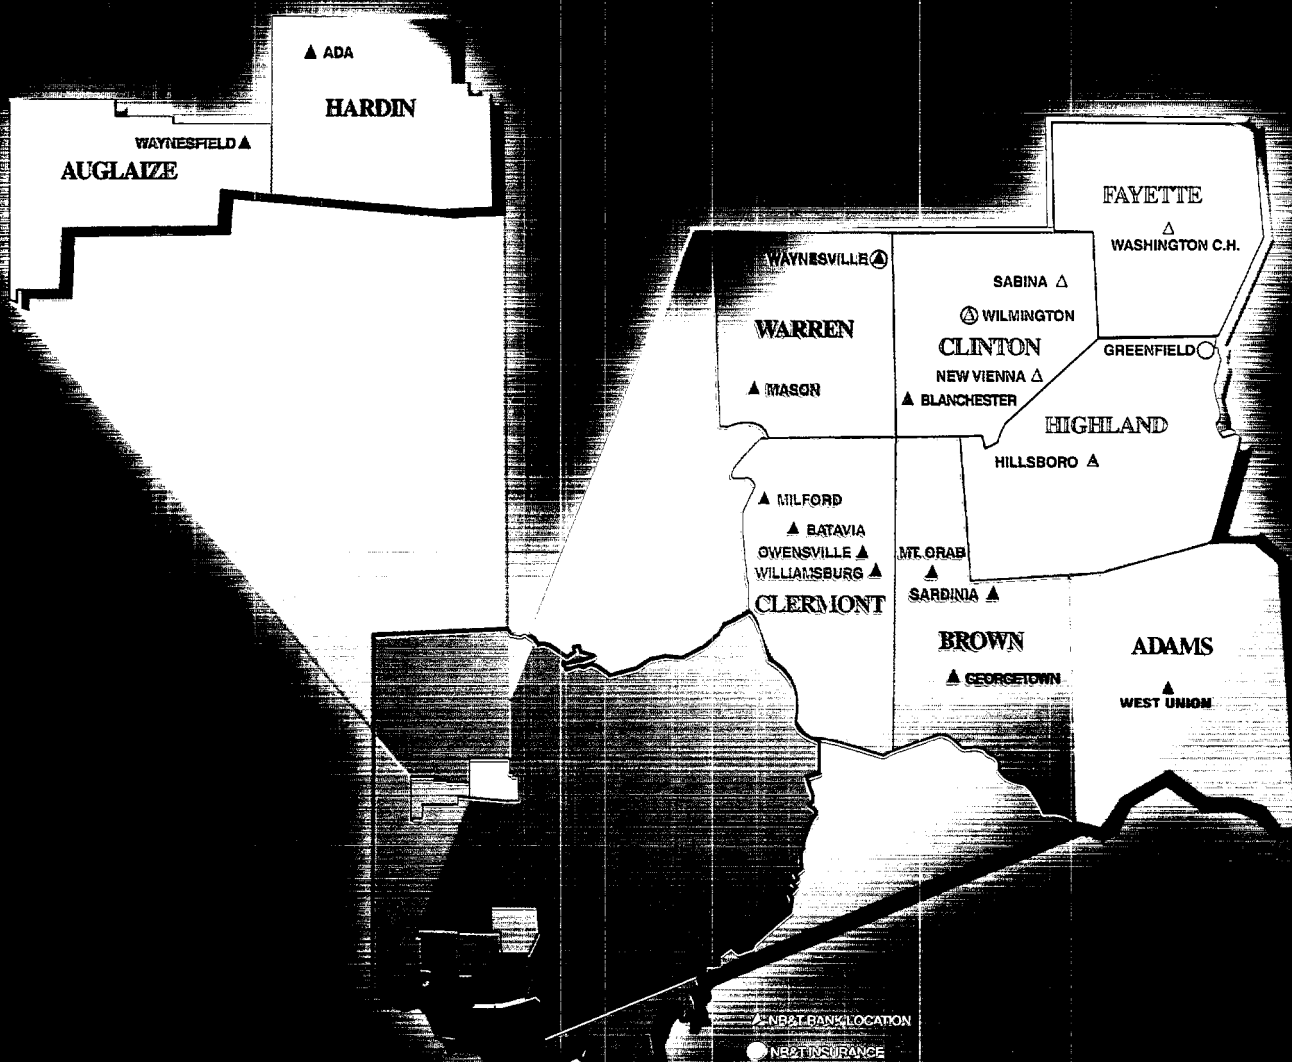 ADA
HARDIN
WAYNESFIELD
AUGLAIZE
FAYETTE
WASHINGTON C.H.
WAYNESVILLE
SABINA
WILMINGTON
WARREN
CLINTON
GREENFIELD
NEW VIENNA
MASON
BLANCHESTER
HIGHLAND
HILLSBORO
MILFORD
BATAVIA
OWENSVILLE
MT. ORAB
WILLIAMSBURG
SARDINIA
CLERMONT
BROWN
ADAMS
GEORGETOWN
WEST UNION
NB&T BANK LOCATION
NB&T INSURANCE